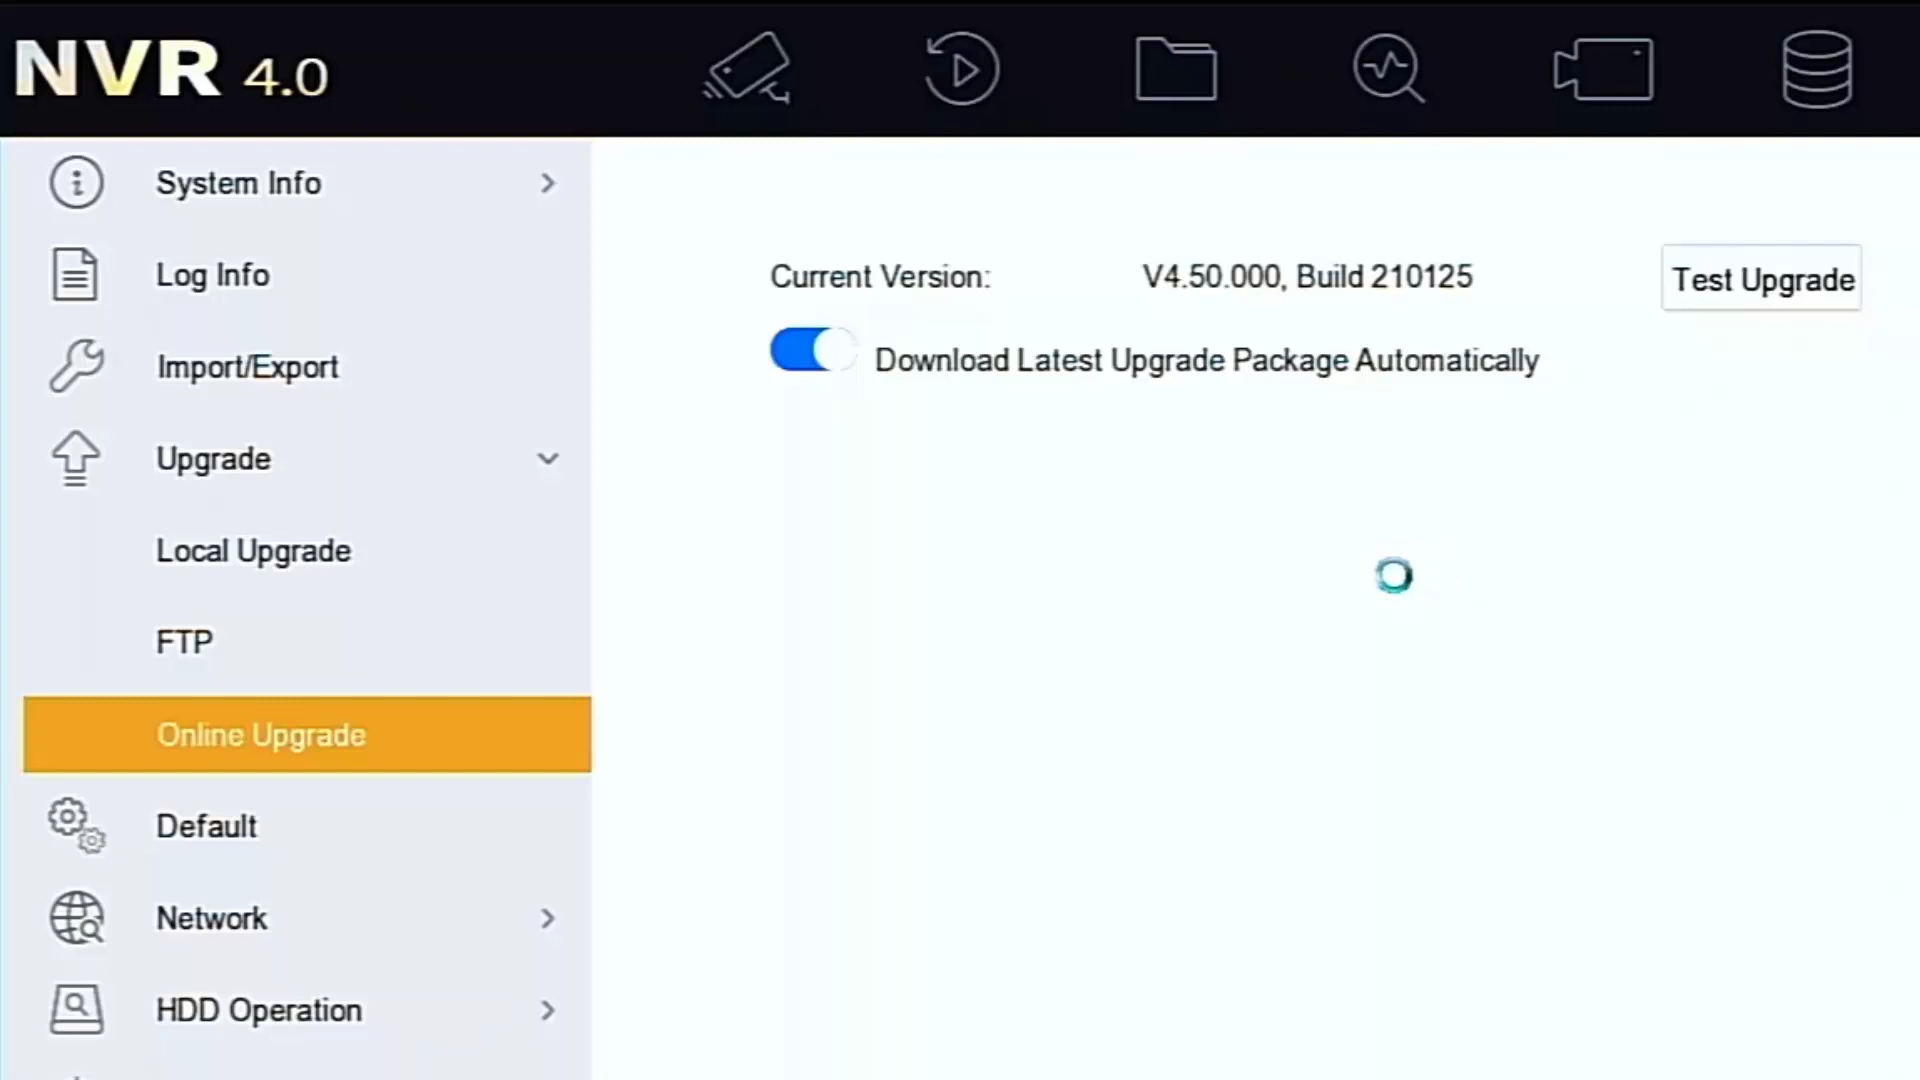 NVR 4.0
System Info
Log Info
Import/Export
Upgrade
Local Upgrade
FTP
Online Upgrade
Default
Network
HDD Operation
Current Version: V4.50.000, Build 210125
Test Upgrade
Download Latest Upgrade Package Automatically